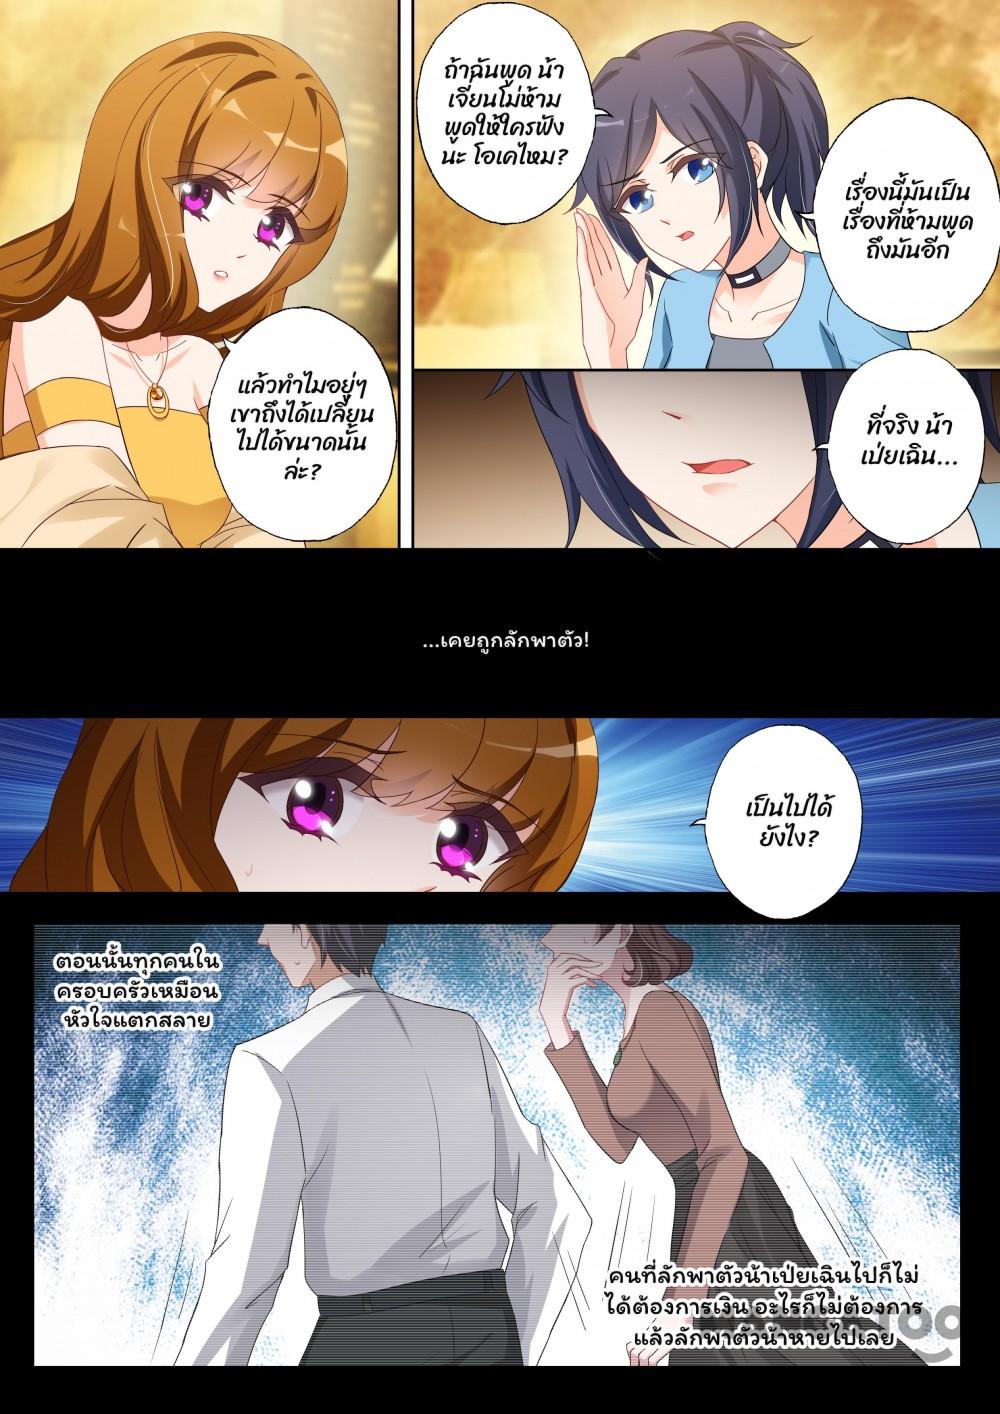 แล้วทำไมอยู่ๆ
เขาถึงได้เปลี่ยน
ไปได้ขนาดนั้น
ล่ะ?
ถ้าฉันพูด น้า
เจี่ยนโม่ห้าม
พูดให้ใครฟัง
นะ โอเคไหม?
เรื่องนี้มันเป็น
เรื่องที่ห้ามพูด
ถึงมันอีก
ที่จริง น้า
เป่ยเฉิน...
...เคยถูกลักพาตัว!
เป็นไปได้
ยังไง?
ตอนนั้นทุกคนใน
ครอบครัวเหมือน
หัวใจแตกสลาย
คนที่ลักพาตัวน้าเป่ยเฉินไปก็ไม่
ได้ต้องการเงิน อะไรก็ไม่ต้องการ
แล้วลักพาตัวน้าหายไปเลย